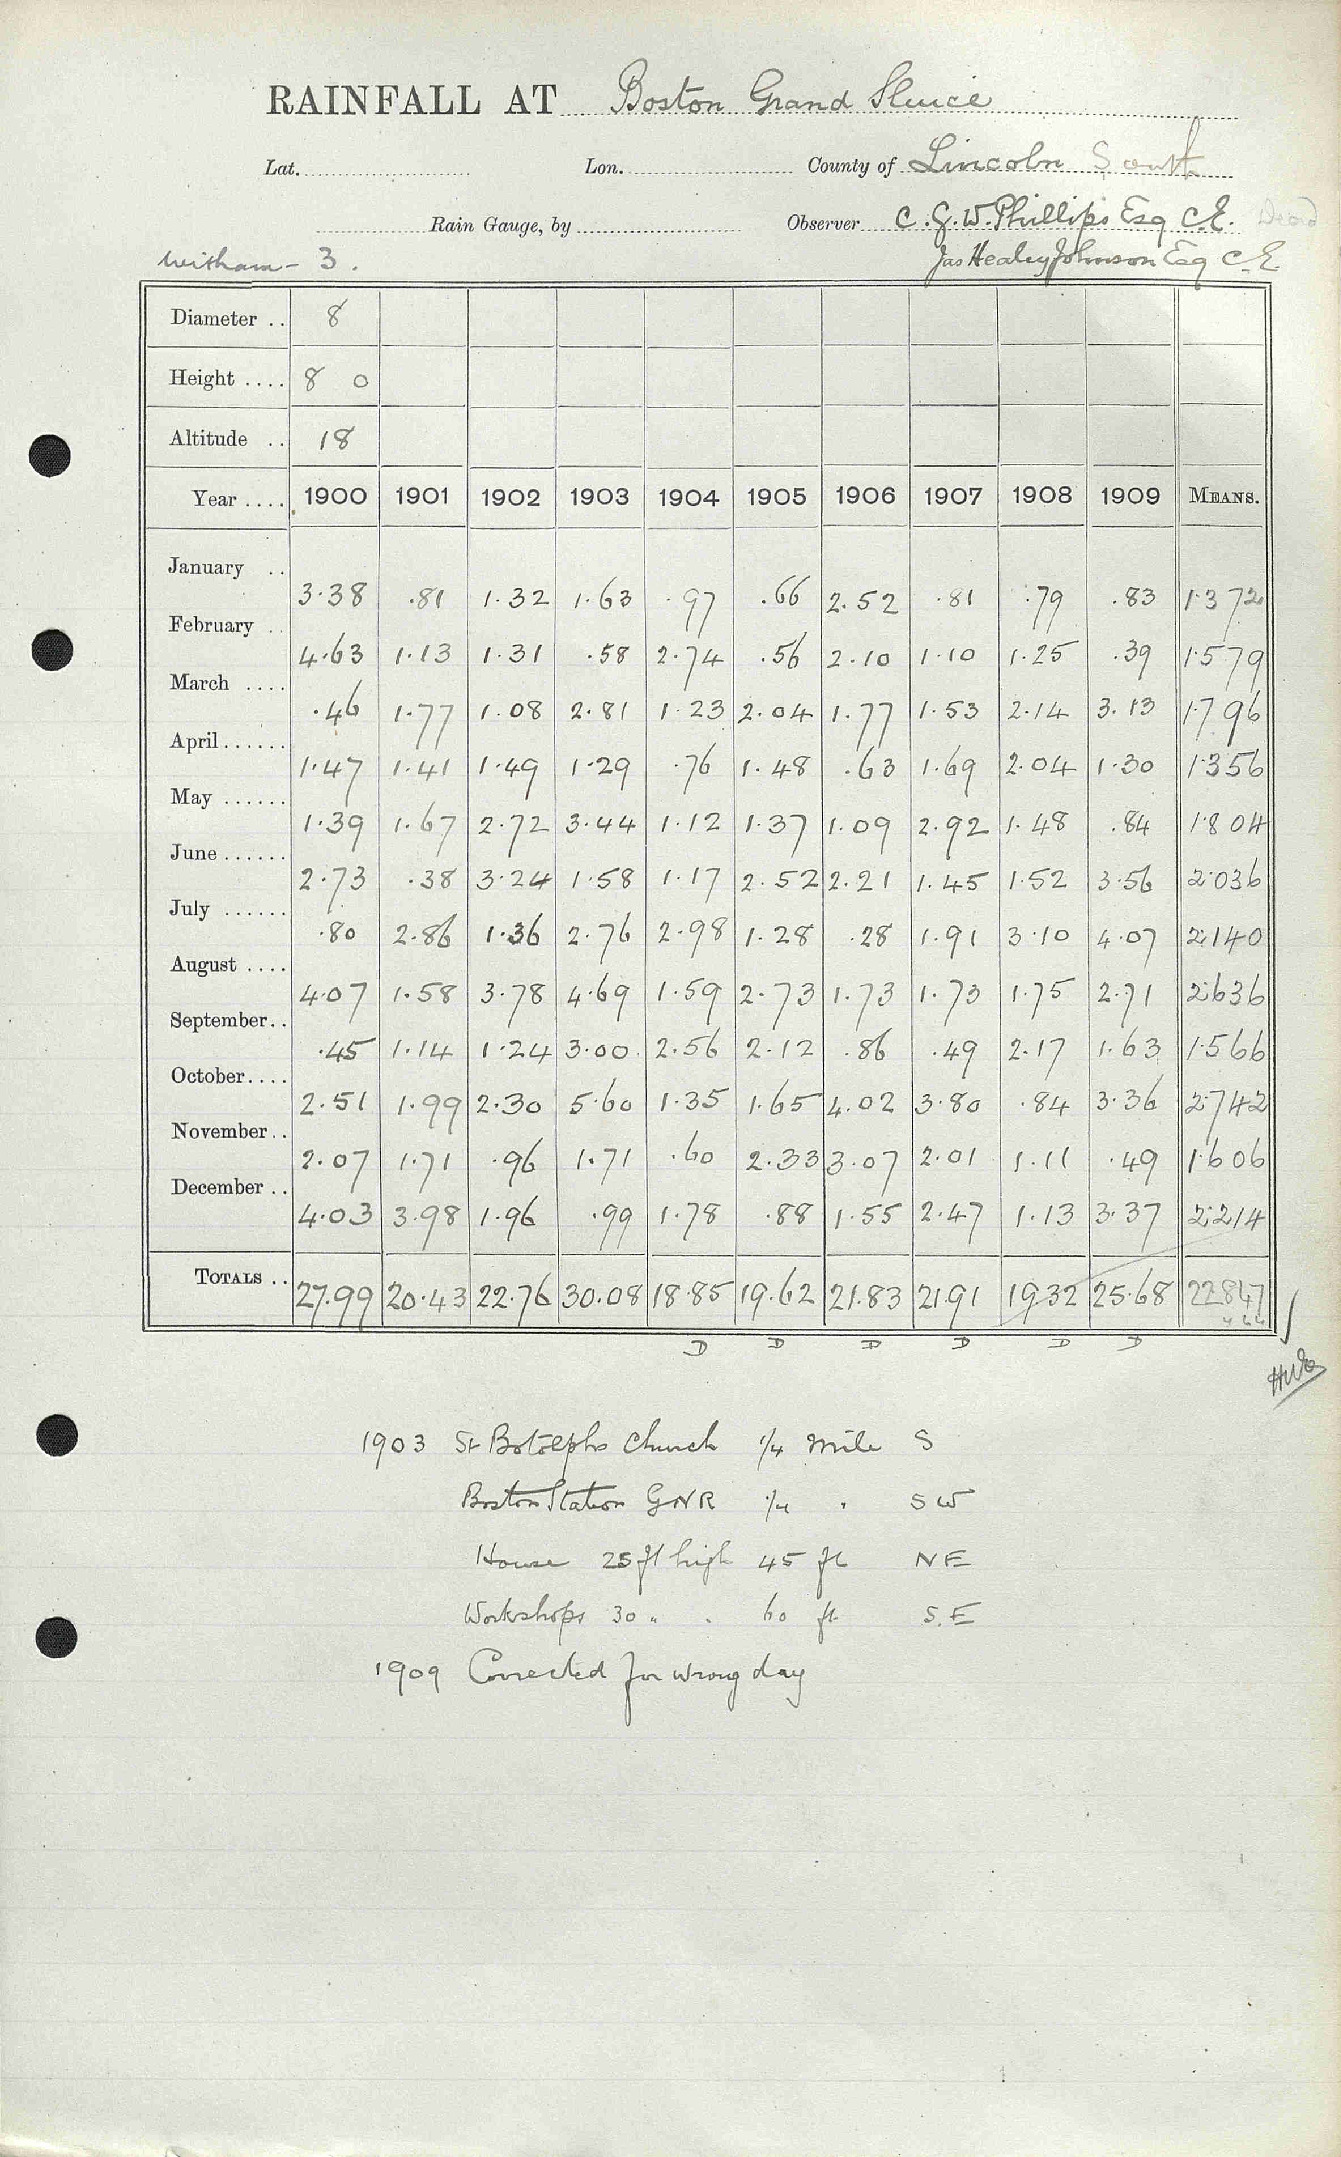 RAINFALL AT Boston Grand Sluice
Lat. Lon. County of Lincoln South
Rain Gauge, by Observer C. G. W. Phillips Esq C.E. Dead
Witham - 3. Jas Healey Johnson Esq C.E
Diameter .. 8
Height .... 8 0
Altitude .. 18
Year .... 1900 1901 1902 1903 1904 1905 1906 1907 1908 1909 MEANS.
January .. 3.38 .81 1.32 1.63 .97 .66 2.52 .81 .79 .83 1.372
February .. 4.63 1.13 1.31 .58 2.74 .56 2.10 1.10 1.25 .39 1.579
March .... .46 1.77 1.08 2.81 1.23 2.04 1.77 1.53 2.14 3.13 1.796
April...... 1.47 1.41 1.49 1.29 .76 1.48 .63 1.69 2.04 1.30 1.356
May ...... 1.39 1.67 2.72 3.44 1.12 1.37 1.09 2.92 1.48 .84 1.804
June ...... 2.73 .38 3.24 1.58 1.17 2.52 2.21 1.45 1.52 3.56 2.036
July ...... .80 2.86 1.36 2.76 2.98 1.28 .28 1.91 3.10 4.07 2.140
August .... 4.07 1.58 3.78 4.69 1.59 2.73 1.73 1.73 1.75 2.71 2.636
September.. .45 1.14 1.24 3.00 2.56 2.12 .86 .49 2.17 1.63 1.566
October.... 2.51 1.99 2.30 5.60 1.35 1.65 4.02 3.80 .84 3.36 2.742
November.. 2.07 1.71 .96 1.71 .60 2.33 3.07 2.01 1.11 .49 1.606
December .. 4.03 3.98 1.96 .99 1.78 .88 1.55 2.47 1.13 3.37 2.214
TOTALS .. 27.99 20.43 22.76 30.08 18.85 19.62 21.83 21.91 19.32 25.68 22.847
D D D D D D
1903 St Botolphs Church 1/4 mile S
Boston Station GNR 1/4 " SW
House 25 ft high 45 ft NE
Workshops 30 " " 60 ft S.E
1909 Corrected for wrong day